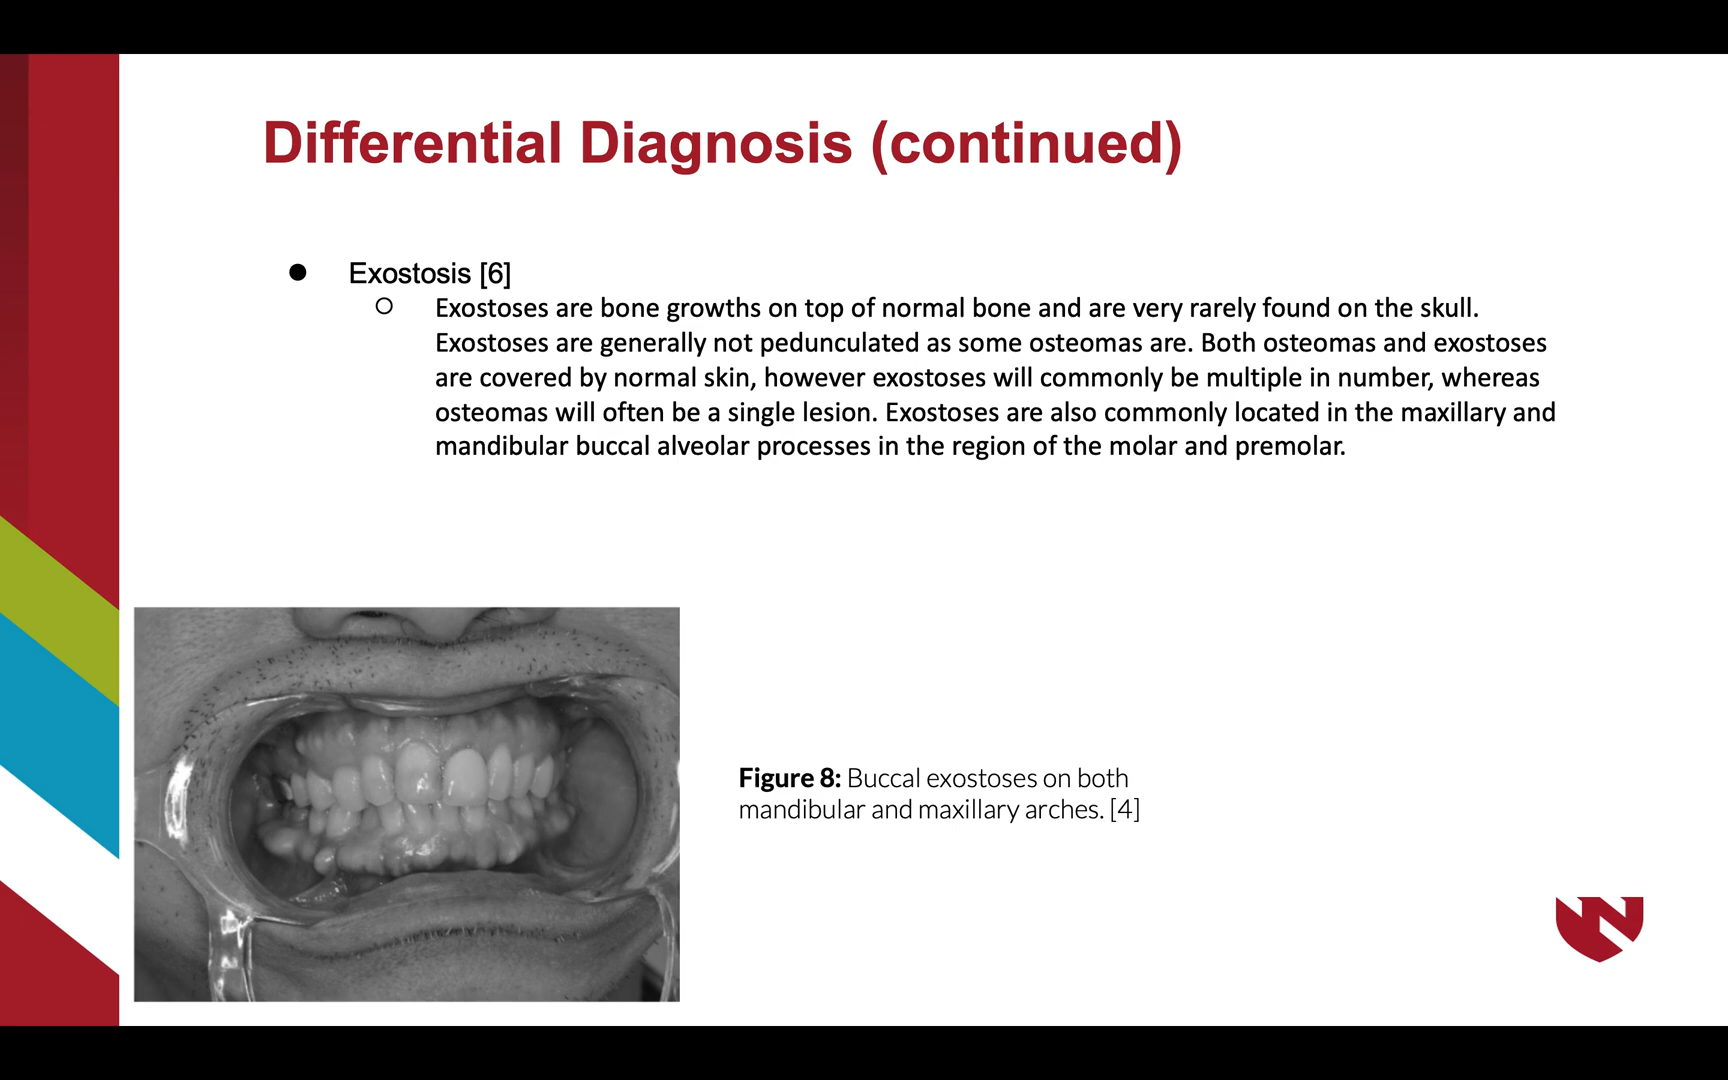 Differential Diagnosis (continued)
● Exostosis [6]
○ Exostoses are bone growths on top of normal bone and are very rarely found on the skull.
Exostoses are generally not pedunculated as some osteomas are. Both osteomas and exostoses
are covered by normal skin, however exostoses will commonly be multiple in number, whereas
osteomas will often be a single lesion. Exostoses are also commonly located in the maxillary and
mandibular buccal alveolar processes in the region of the molar and premolar.
Figure 8: Buccal exostoses on both
mandibular and maxillary arches. [4]
N